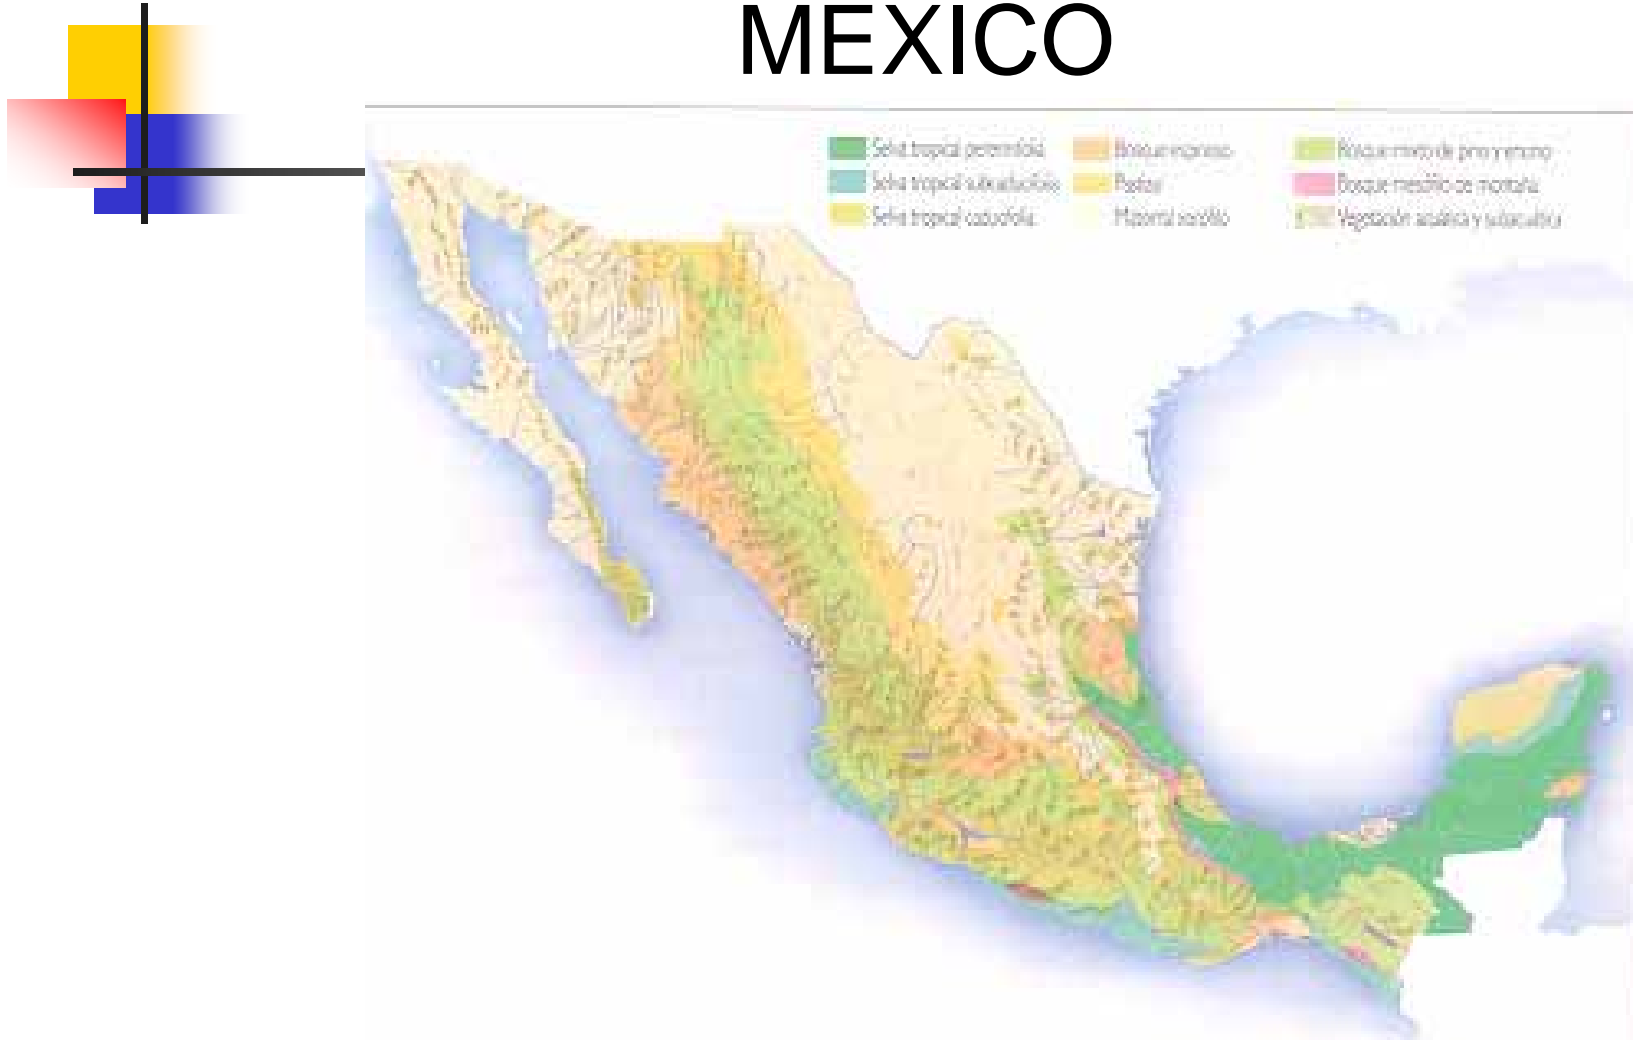 MEXICO
Selva tropical perennifolia
Selva tropical subcaducifolia
Selva tropical caducifolia
Bosque espinoso
Pastizal
Matorral xerófilo
Bosque mixto de pino y encino
Bosque mesófilo de montaña
Vegetación acuática y subacuática